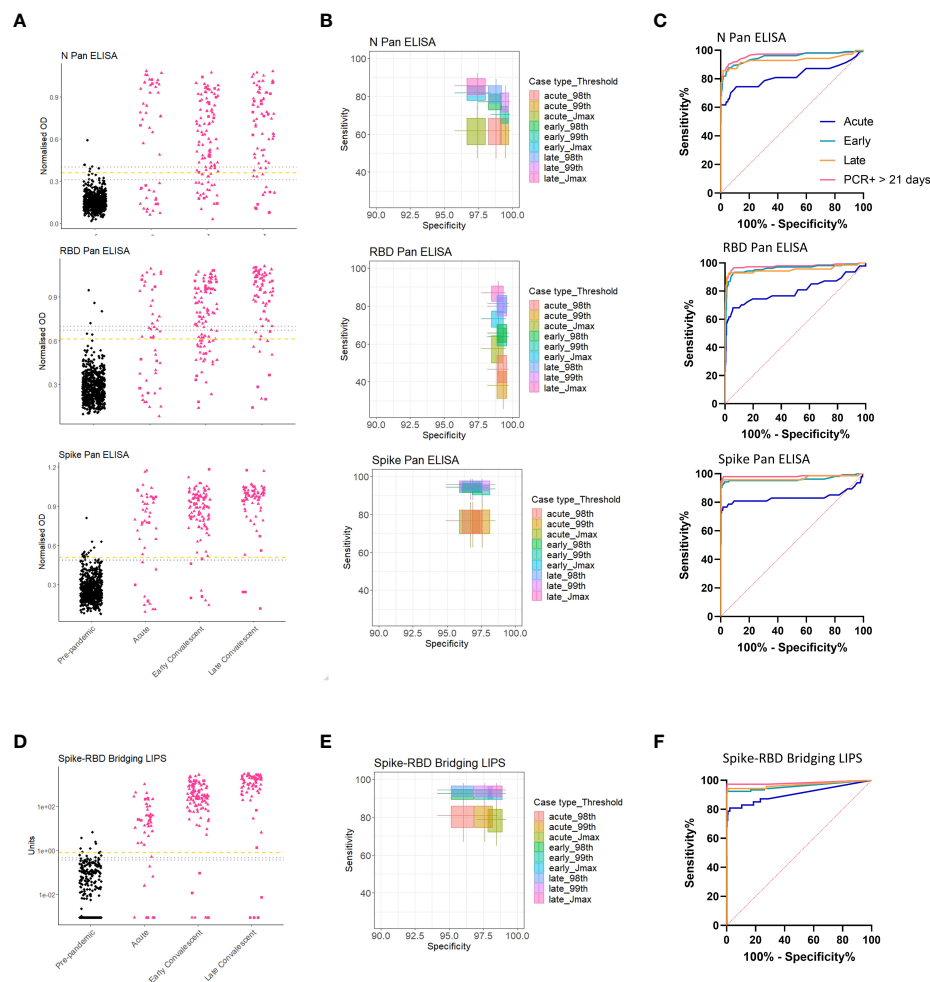 A
B
C
N Pan ELISA
Normalised OD
0.9
0.6
0.3
0.0
N Pan ELISA
Sensitivity
100
80
60
40
90.0 92.5 95.0 97.5 100.0
Specificity
Case type_Threshold
acute_98th
acute_99th
acute_Jmax
early_98th
early_99th
early_Jmax
late_98th
late_99th
late_Jmax
N Pan ELISA
Sensitivity%
100
80
60
40
20
0
0 20 40 60 80 100
100% - Specificity%
Acute
Early
Late
PCR+ > 21 days
RBD Pan ELISA
Normalised OD
0.9
0.6
0.3
RBD Pan ELISA
Sensitivity
100
80
60
40
90.0 92.5 95.0 97.5 100.0
Specificity
Case type_Threshold
acute_98th
acute_99th
acute_Jmax
early_98th
early_99th
early_Jmax
late_98th
late_99th
late_Jmax
RBD Pan ELISA
Sensitivity%
100
80
60
40
20
0
0 20 40 60 80 100
100% - Specificity%
Spike Pan ELISA
Normalised OD
1.2
0.9
0.6
0.3
Pre-pandemic
Acute
Early Convalescent
Late Convalescent
Spike Pan ELISA
Sensitivity
100
80
60
40
90.0 92.5 95.0 97.5 100.0
Specificity
Case type_Threshold
acute_98th
acute_99th
acute_Jmax
early_98th
early_99th
early_Jmax
late_98th
late_99th
late_Jmax
Spike Pan ELISA
Sensitivity%
100
80
60
40
20
0
0 20 40 60 80 100
100% - Specificity%
D
E
F
Spike-RBD Bridging LIPS
Units
1e+02
1e+00
1e-02
Pre-pandemic
Acute
Early Convalescent
Late Convalescent
Spike-RBD Bridging LIPS
Sensitivity
100
80
60
40
90.0 92.5 95.0 97.5 100.0
Specificity
Case type_Threshold
acute_98th
acute_99th
acute_Jmax
early_98th
early_99th
early_Jmax
late_98th
late_99th
late_Jmax
Spike-RBD Bridging LIPS
Sensitivity%
100
80
60
40
20
0
0 20 40 60 80 100
100% - Specificity%